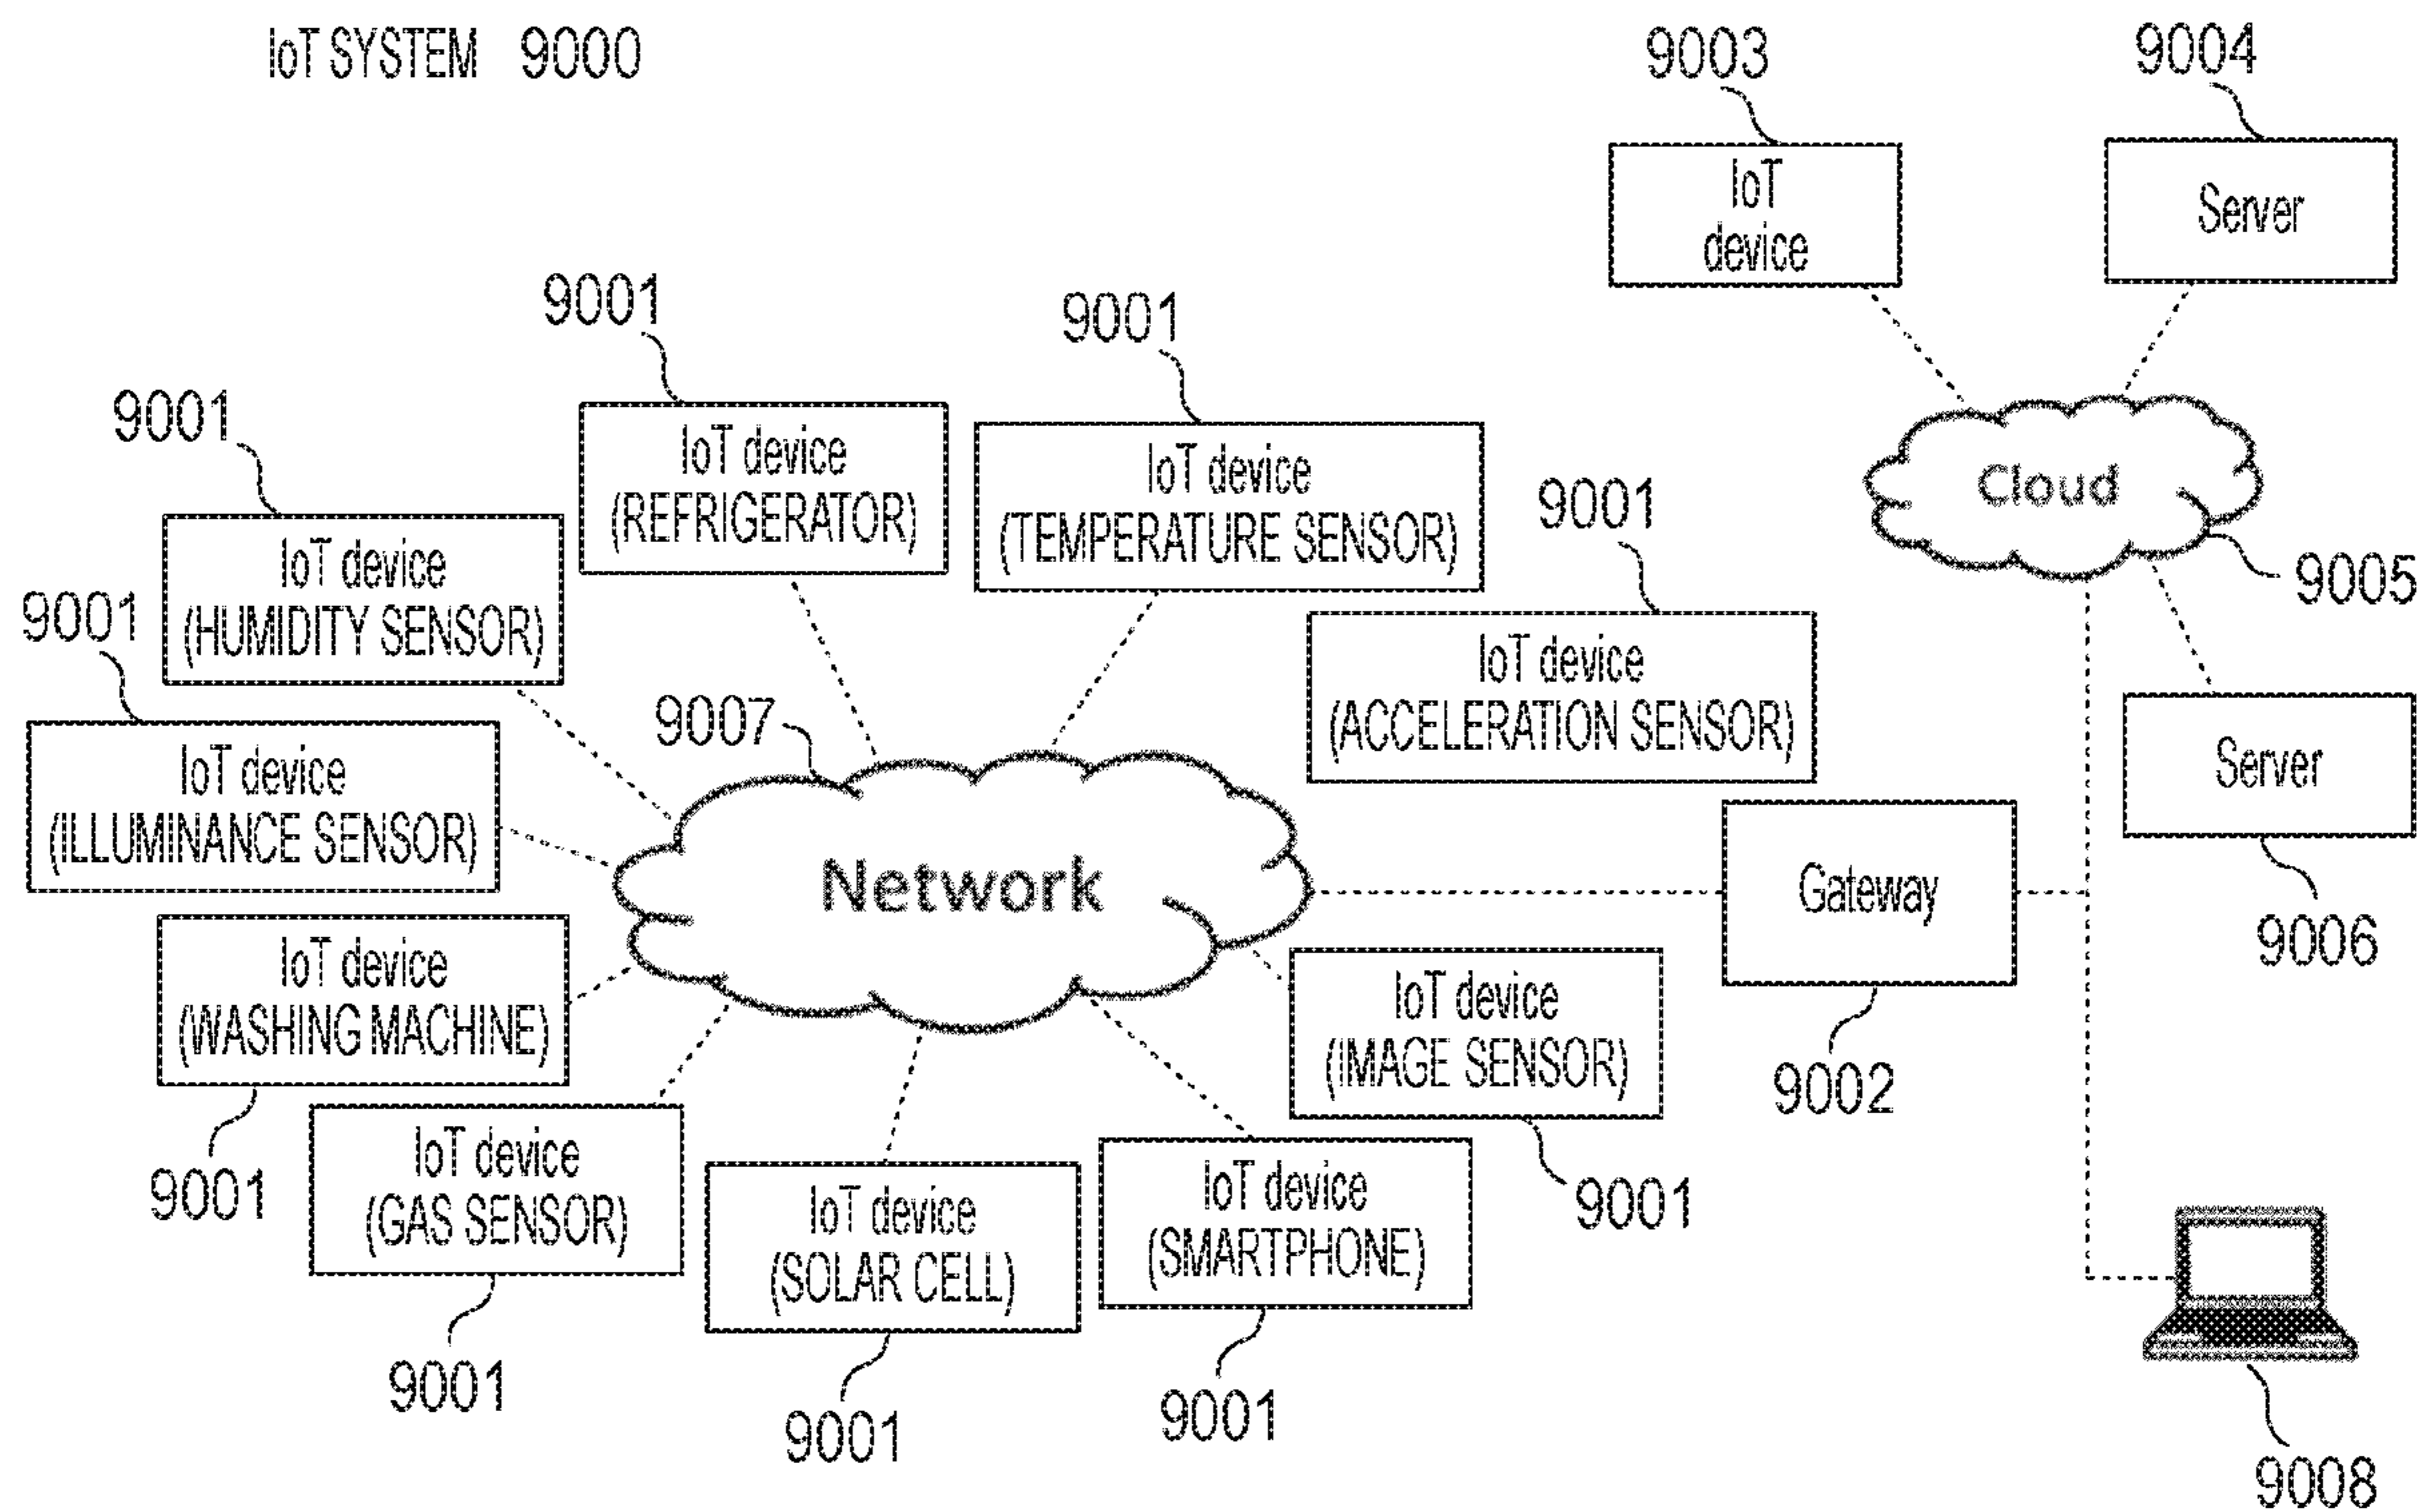 IoT SYSTEM 9000
9003
9004
IoT
device
Server
9001
9001
9001
IoT device
(REFRIGERATOR)
IoT device
(TEMPERATURE SENSOR)
Cloud
9005
9001
IoT device
(HUMIDITY SENSOR)
9001
IoT device
(ACCELERATION SENSOR)
9001
IoT device
(ILLUMINANCE SENSOR)
9007
Network
Server
9006
Gateway
9002
IoT device
(WASHING MACHINE)
9001
IoT device
(IMAGE SENSOR)
9001
IoT device
(GAS SENSOR)
9001
IoT device
(SOLAR CELL)
9001
IoT device
(SMARTPHONE)
9001
9008